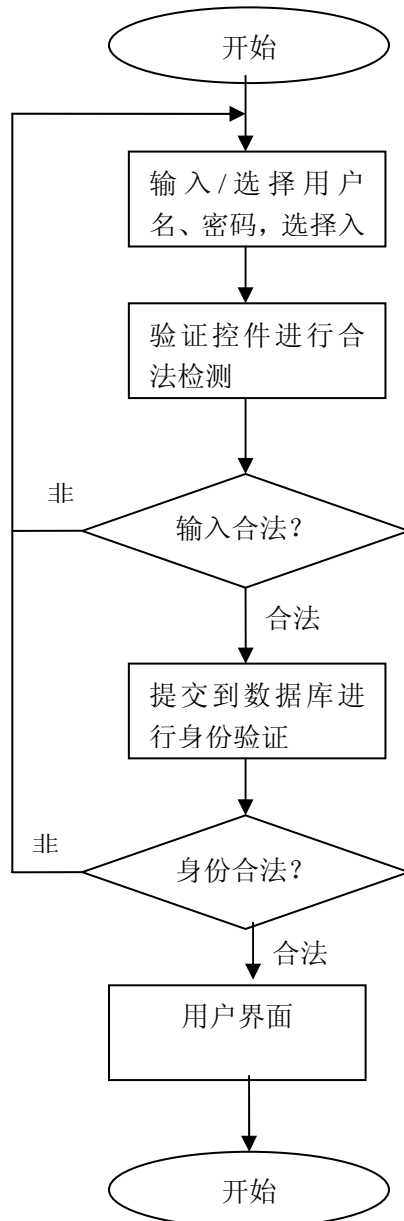 开始
输入/选择用户
名、密码，选择入
验证控件进行合
法检测
非
输入合法？
合法
提交到数据库进
行身份验证
非
身份合法？
合法
用户界面
开始